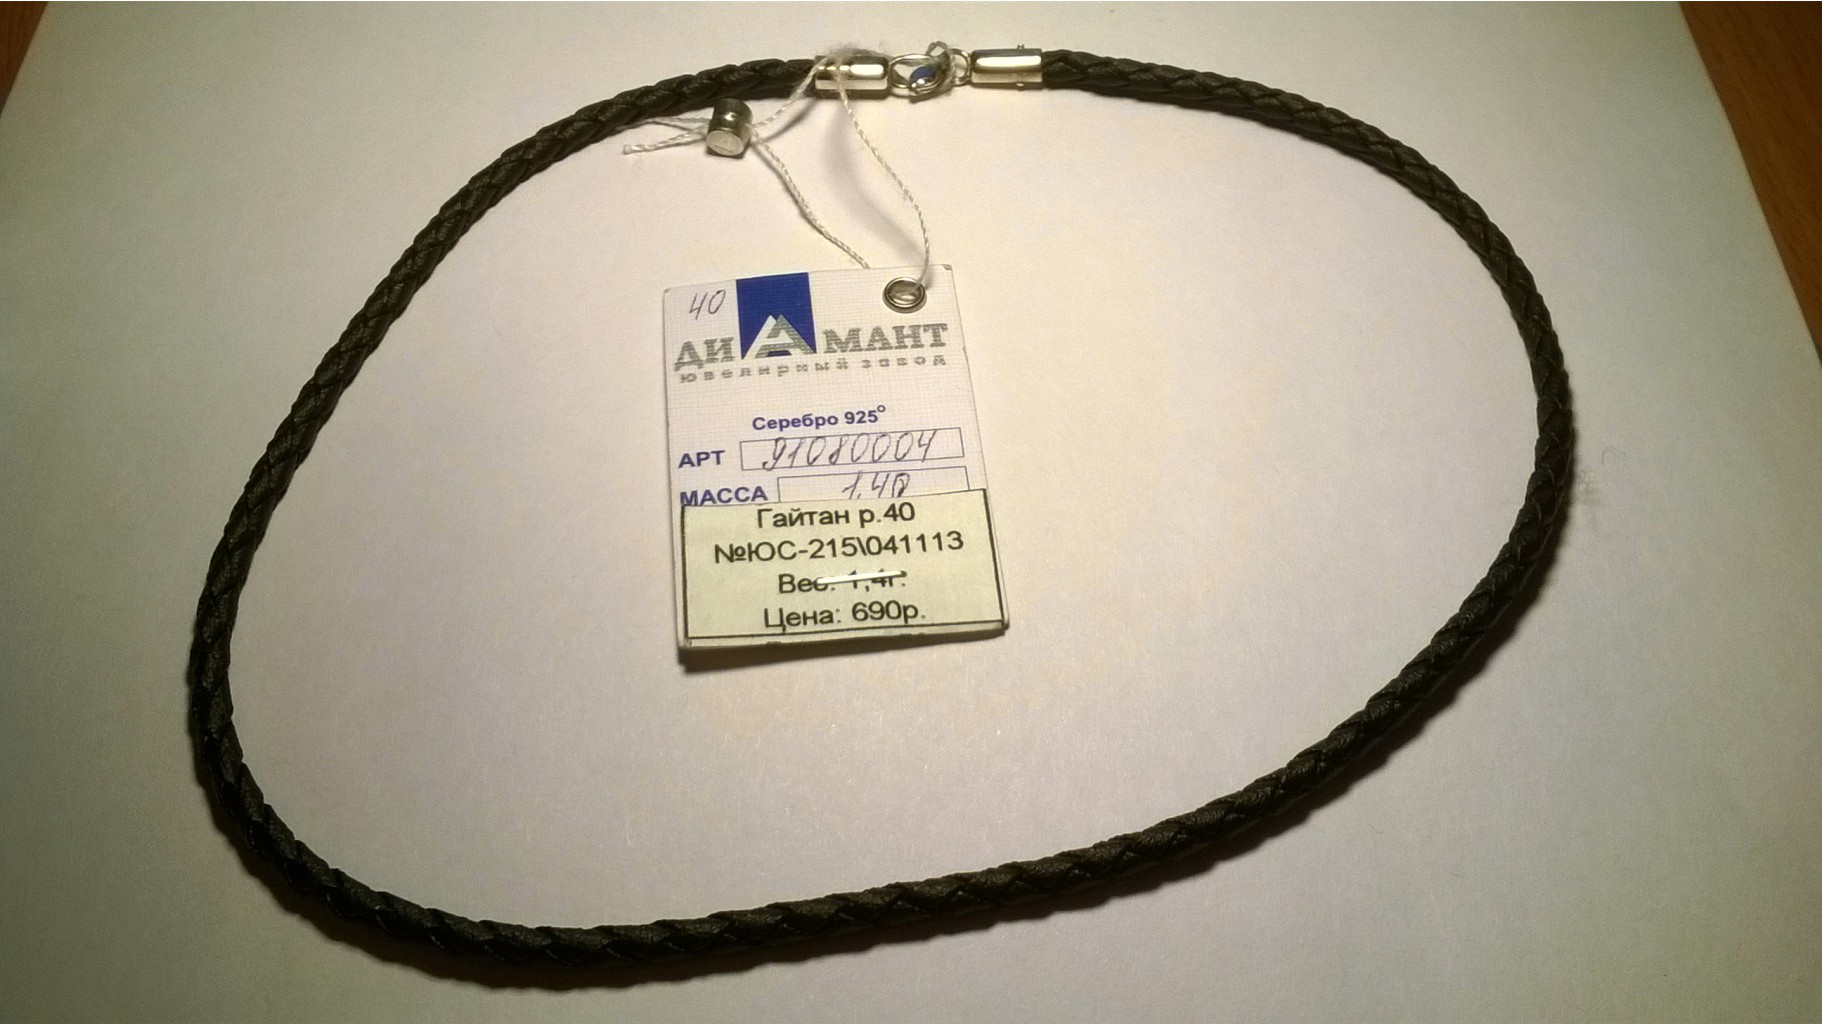 40
ДИАМАНТ
ювелирный завод
Серебро 925°
АРТ 91080004
МАССА 1,40
Гайтан р.40
№ЮС-215\041113
Вес: 1,4г.
Цена: 690р.